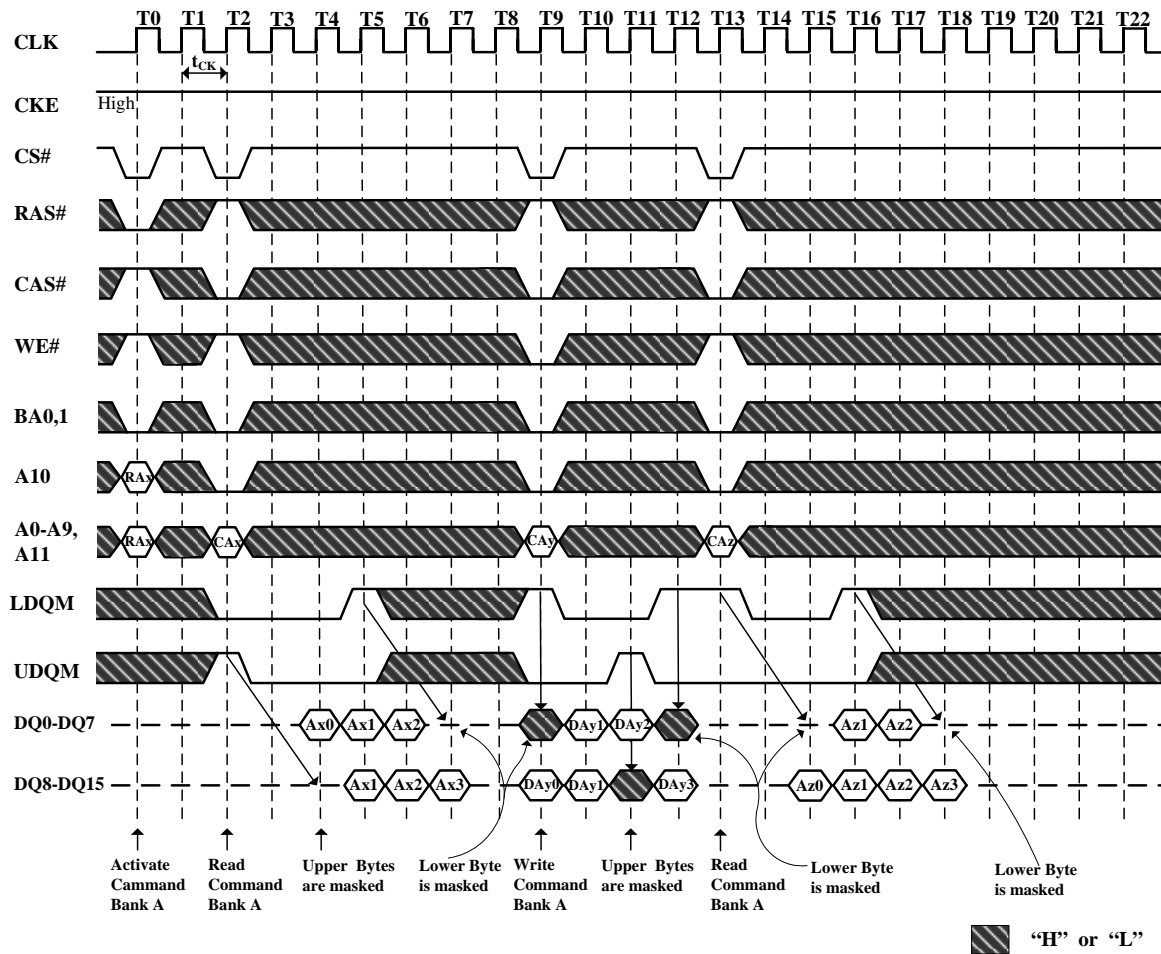 T0 T1 T2 T3 T4 T5 T6 T7 T8 T9 T10 T11 T12 T13 T14 T15 T16 T17 T18 T19 T20 T21 T22
CLK
tCK
CKE High
CS#
RAS#
CAS#
WE#
BA0,1
A10 RAx
A0-A9,
A11
RAx CAx CAy CAz
LDQM
UDQM
DQ0-DQ7 Ax0 Ax1 Ax2 DAy1 DAy2 Az1 Az2
DQ8-DQ15 Ax1 Ax2 Ax3 DAy0 DAy1 DAy3 Az0 Az1 Az2 Az3
Activate
Cammand
Bank A
Read
Command
Bank A
Upper Bytes
are masked
Lower Byte
is masked
Write
Command
Bank A
Upper Bytes
are masked
Read
Command
Bank A
Lower Byte
is masked
Lower Byte
is masked
“H” or “L”